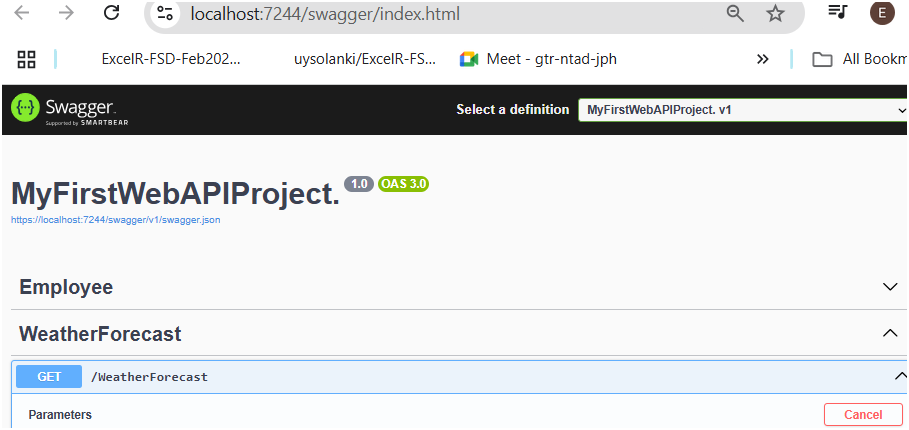 localhost:7244/swagger/index.html
E
ExcelR-FSD-Feb202... uysolanki/ExcelR-FS... Meet - gtr-ntad-jph » All Bookm
{...} Swagger. Select a definition MyFirstWebAPIProject. v1
Supported by SMARTBEAR
MyFirstWebAPIProject. 1.0 OAS 3.0
https://localhost:7244/swagger/v1/swagger.json
Employee
WeatherForecast
GET /WeatherForecast
Parameters Cancel